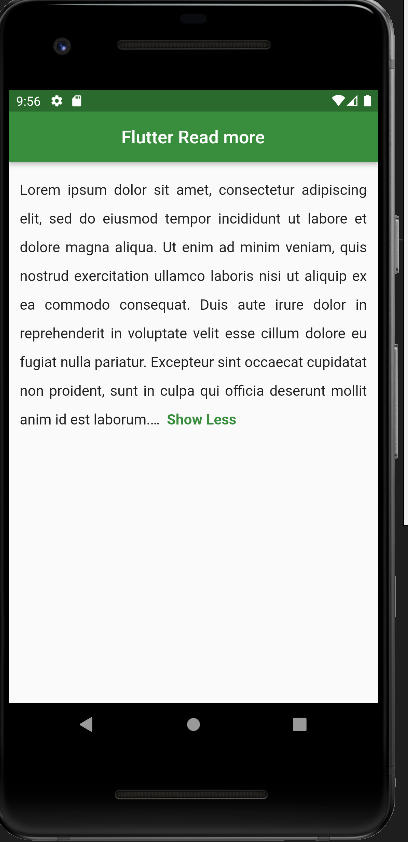 9:56
Flutter Read more
Lorem ipsum dolor sit amet, consectetur adipiscing
elit, sed do eiusmod tempor incididunt ut labore et
dolore magna aliqua. Ut enim ad minim veniam, quis
nostrud exercitation ullamco laboris nisi ut aliquip ex
ea commodo consequat. Duis aute irure dolor in
reprehenderit in voluptate velit esse cillum dolore eu
fugiat nulla pariatur. Excepteur sint occaecat cupidatat
non proident, sunt in culpa qui officia deserunt mollit
anim id est laborum.... Show Less